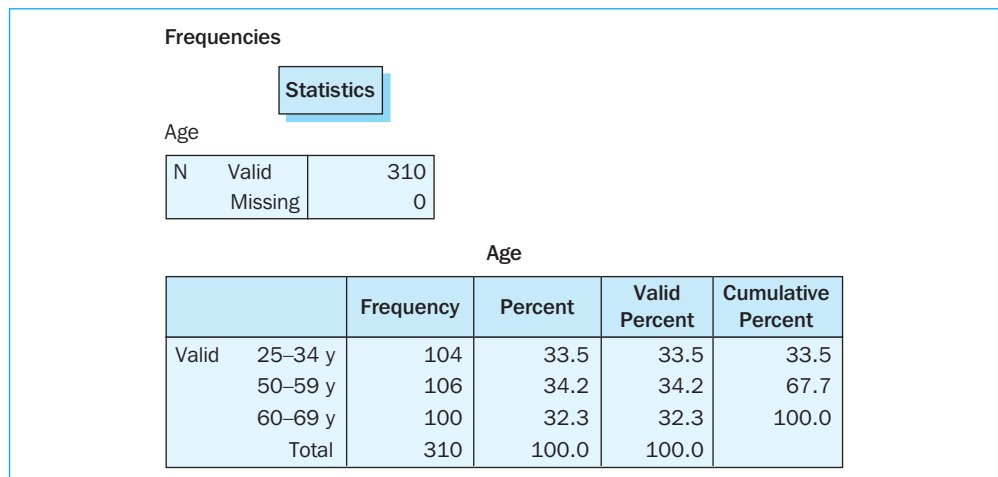 Frequencies
Statistics
Age
N Valid 310
Missing 0
Age
Frequency Percent Valid Percent Cumulative Percent
Valid 25–34 y 104 33.5 33.5 33.5
50–59 y 106 34.2 34.2 67.7
60–69 y 100 32.3 32.3 100.0
Total 310 100.0 100.0